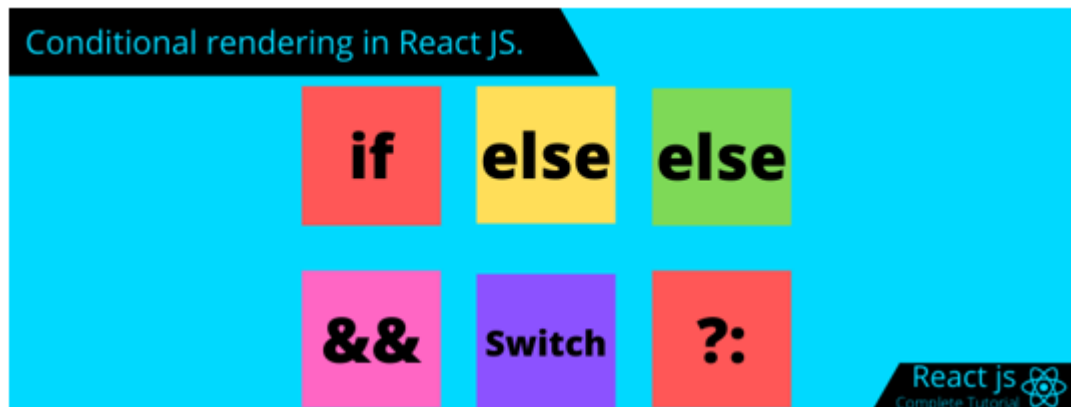 Conditional rendering in React JS.
if else else
&& Switch ?:
React js
Complete Tutorial